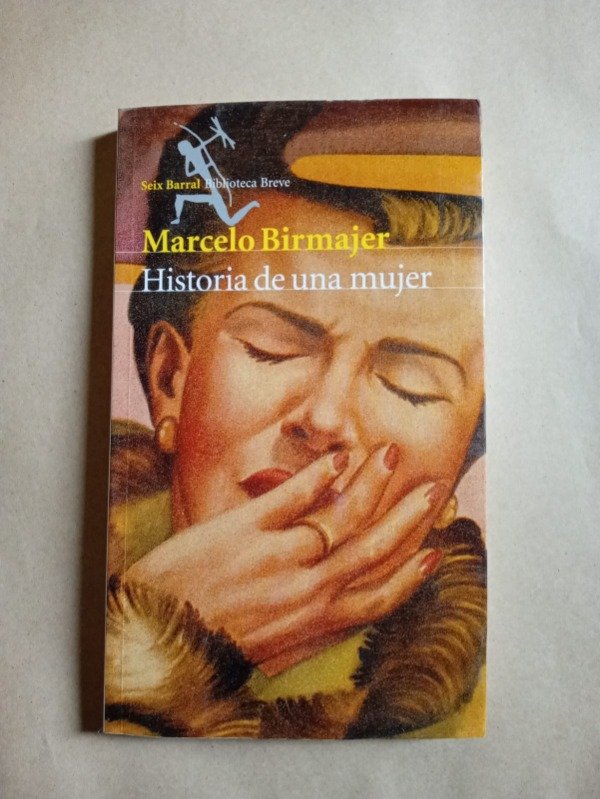 Seix Barral Biblioteca Breve
Marcelo Birmajer
Historia de una mujer